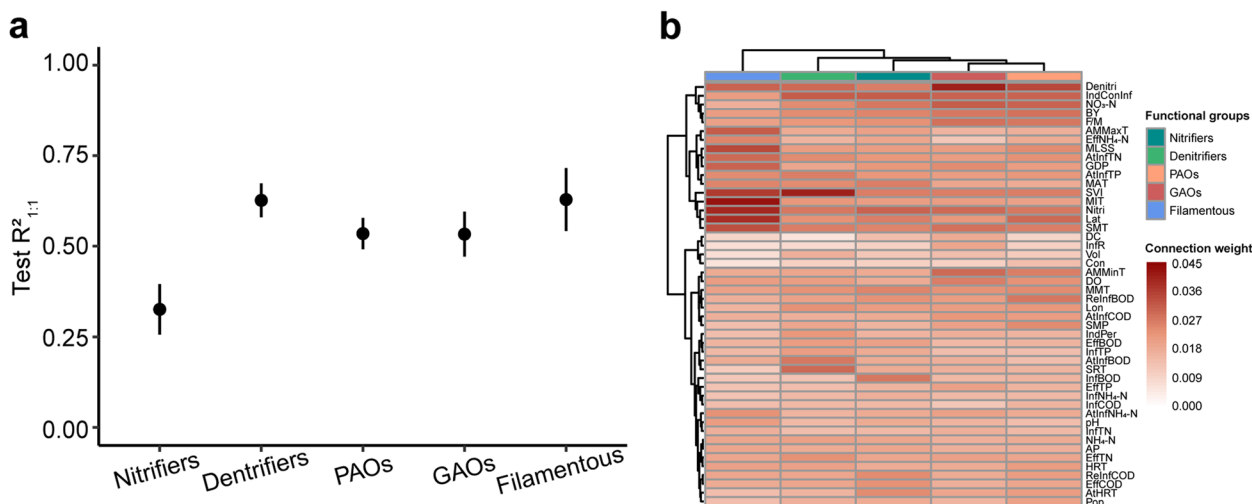 a
Test R²1:1
1.00
0.75
0.50
0.25
0.00
Nitrifiers
Dentrifiers
PAOs
GAOs
Filamentous
b
Denitri
IndConInf
NO₃-N
BY
F/M
AMMaxT
EffNH₄-N
MLSS
AtInfTN
GDP
AtInfTP
MAT
SVI
MIT
Nitri
Lat
SMT
DC
InfR
Vol
Con
AMMinT
DO
MMT
ReInfBOD
Lon
AtInfCOD
SMP
IndPer
EffBOD
InfTP
AtInfBOD
SRT
InfBOD
EffTP
InfNH₄-N
InfCOD
AtInfNH₄-N
pH
InfTN
NH₄-N
AP
EffTN
HRT
ReInfCOD
EffCOD
AtHRT
Pop
Functional groups
Nitrifiers
Denitrifiers
PAOs
GAOs
Filamentous
Connection weight
0.045
0.036
0.027
0.018
0.009
0.000